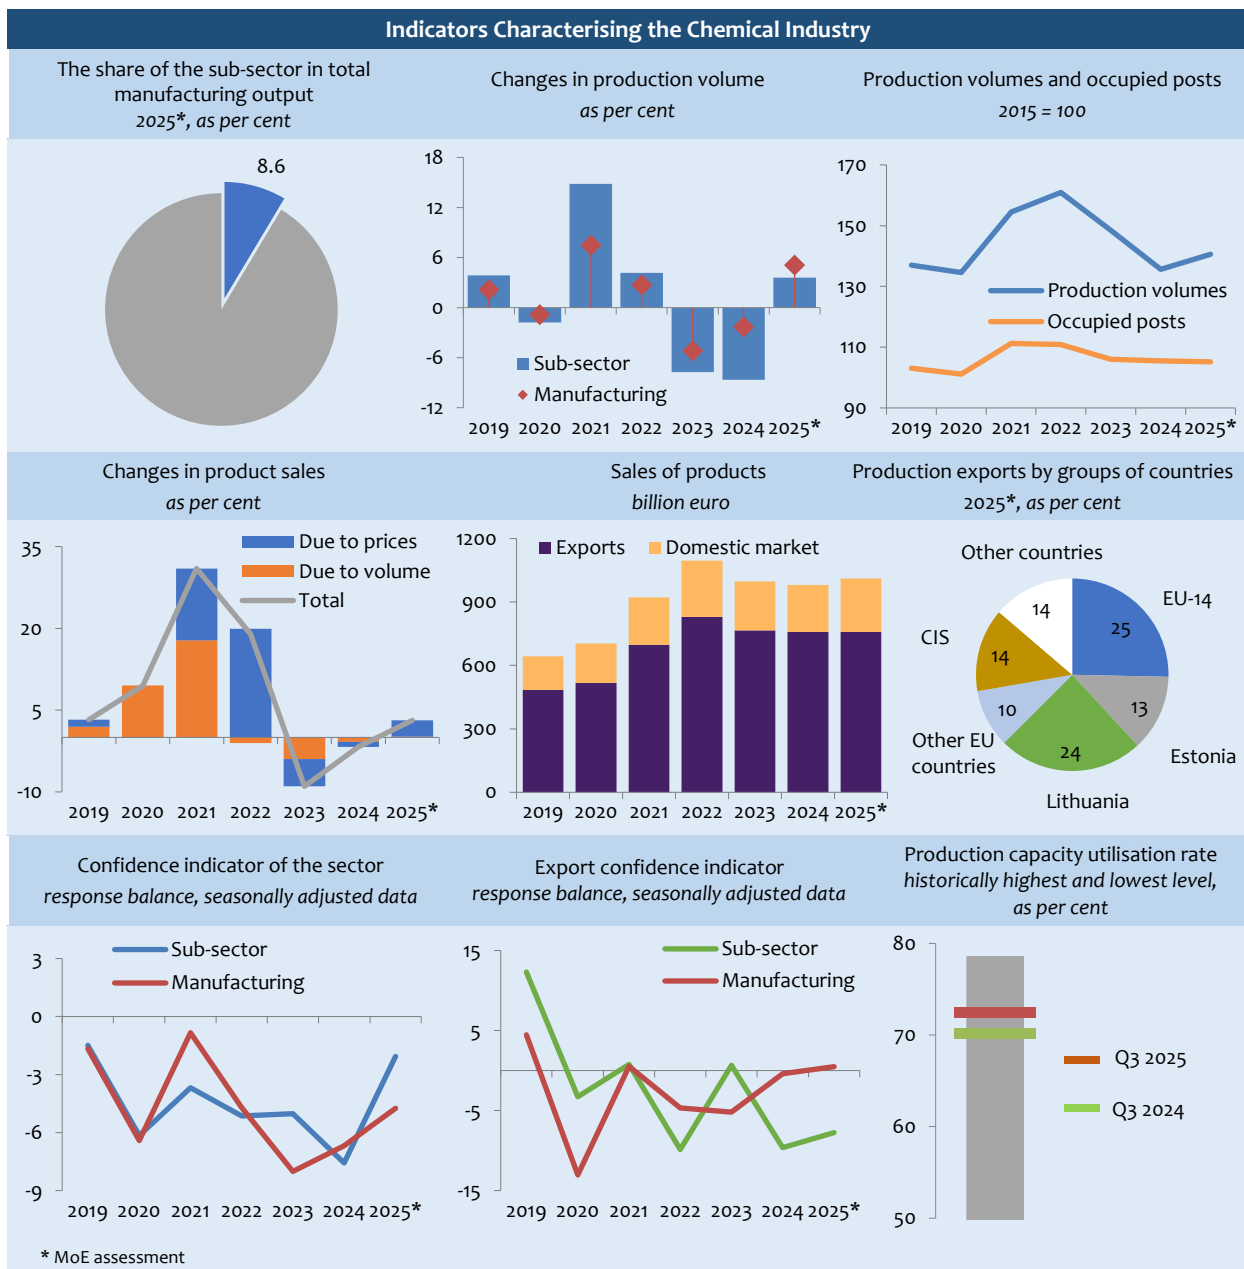 Indicators Characterising the Chemical Industry
The share of the sub-sector in total
manufacturing output
2025*, as per cent
8.6
Changes in production volume
as per cent
18
12
6
0
-6
-12
Sub-sector
Manufacturing
2019 2020 2021 2022 2023 2024 2025*
Production volumes and occupied posts
2015 = 100
170
150
130
110
90
Production volumes
Occupied posts
2019 2020 2021 2022 2023 2024 2025*
Changes in product sales
as per cent
35
20
5
-10
Due to prices
Due to volume
Total
2019 2020 2021 2022 2023 2024 2025*
Sales of products
billion euro
1200
900
600
300
0
Exports Domestic market
2019 2020 2021 2022 2023 2024 2025*
Production exports by groups of countries
2025*, as per cent
Other countries
EU-14
CIS
14
25
14
10
13
24
Other EU
countries
Estonia
Lithuania
Confidence indicator of the sector
response balance, seasonally adjusted data
3
0
-3
-6
-9
Sub-sector
Manufacturing
2019 2020 2021 2022 2023 2024 2025*
Export confidence indicator
response balance, seasonally adjusted data
15
5
-5
-15
Sub-sector
Manufacturing
2019 2020 2021 2022 2023 2024 2025*
Production capacity utilisation rate
historically highest and lowest level,
as per cent
80
70
60
50
Q3 2025
Q3 2024
* MoE assessment